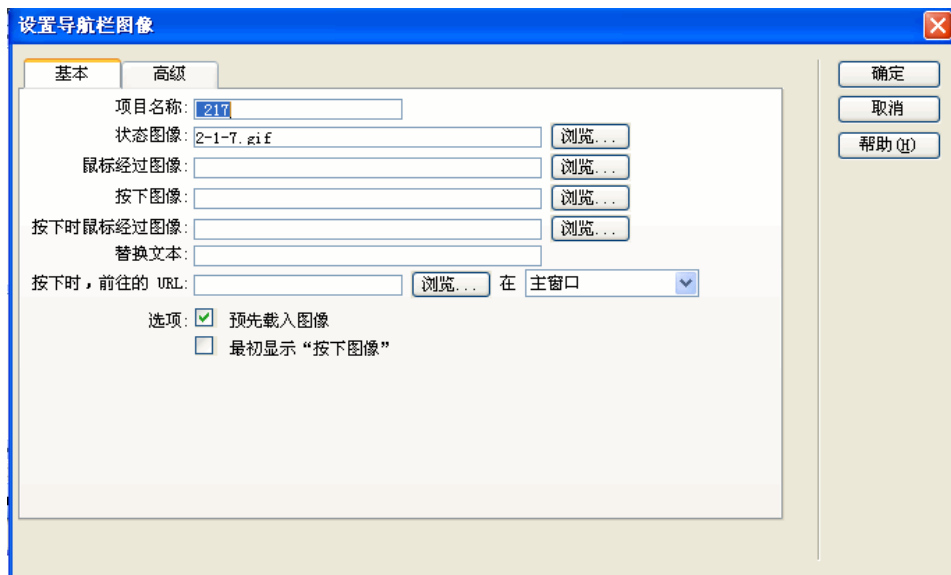 设置导航栏图像
基本 高级
确定
取消
帮助(H)
项目名称: _217
状态图像: 2-1-7.gif 浏览...
鼠标经过图像: 浏览...
按下图像: 浏览...
按下时鼠标经过图像: 浏览...
替换文本:
按下时，前往的 URL: 浏览... 在 主窗口
选项: 预先载入图像
最初显示“按下图像”